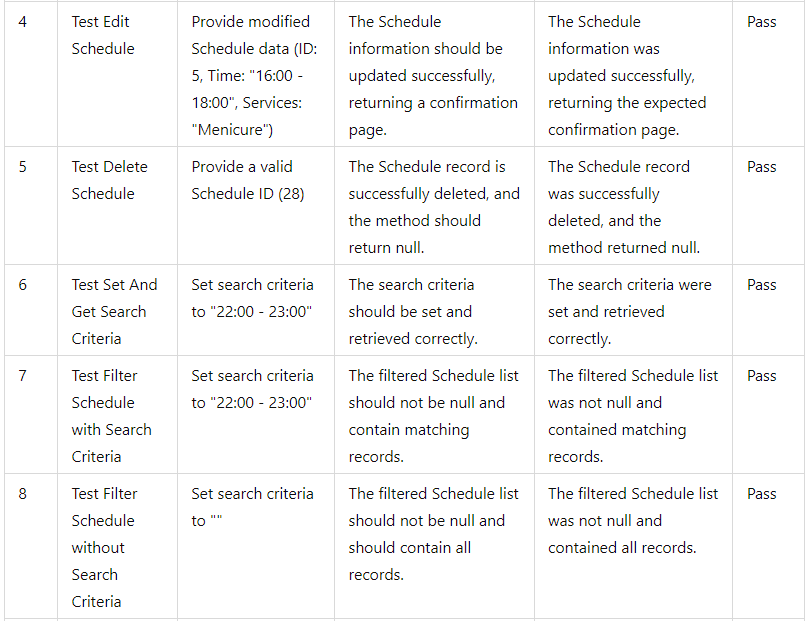 4
Test Edit
Schedule
Provide modified
Schedule data (ID:
5, Time: "16:00 -
18:00", Services:
"Menicure")
The Schedule
information should be
updated successfully,
returning a confirmation
page.
The Schedule
information was
updated successfully,
returning the expected
confirmation page.
Pass
5
Test Delete
Schedule
Provide a valid
Schedule ID (28)
The Schedule record is
successfully deleted, and
the method should
return null.
The Schedule record
was successfully
deleted, and the
method returned null.
Pass
6
Test Set And
Get Search
Criteria
Set search criteria
to "22:00 - 23:00"
The search criteria
should be set and
retrieved correctly.
The search criteria were
set and retrieved
correctly.
Pass
7
Test Filter
Schedule
with Search
Criteria
Set search criteria
to "22:00 - 23:00"
The filtered Schedule list
should not be null and
contain matching
records.
The filtered Schedule list
was not null and
contained matching
records.
Pass
8
Test Filter
Schedule
without
Search
Criteria
Set search criteria
to ""
The filtered Schedule list
should not be null and
should contain all
records.
The filtered Schedule list
was not null and
contained all records.
Pass